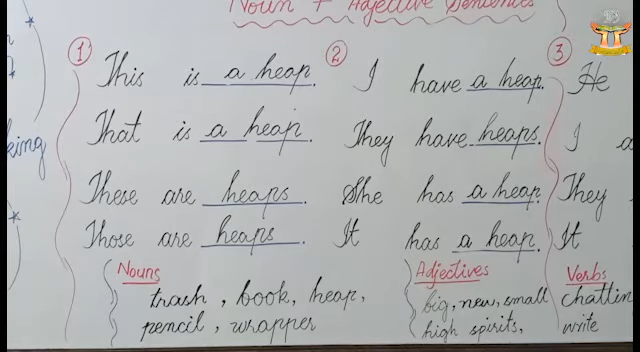 Noun + Adjective Sentences
1 2 3
This is a heap. I have a heap. He
That is a heap. They have heaps. I a
These are heaps. She has a heap. They
Those are heaps. It has a heap. It
Nouns Adjectives Verbs
trash, book, heap, big, new, small chattin
pencil, wrapper high spirits, write
king